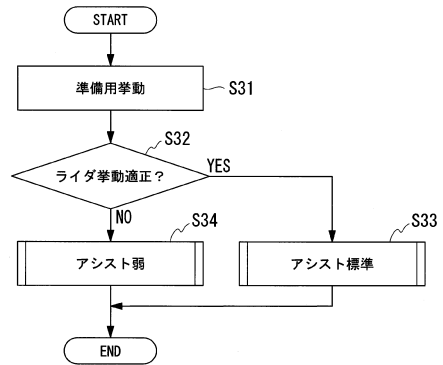 START
準備用挙動
S31
S32
ライダ挙動適正？
YES
NO
S34
S33
アシスト弱
アシスト標準
END